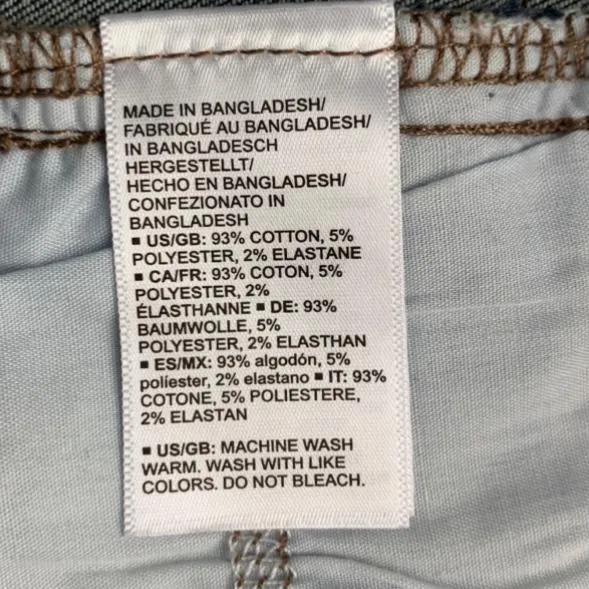 MADE IN BANGLADESH/
FABRIQUÉ AU BANGLADESH/
IN BANGLADESCH
HERGESTELLT/
HECHO EN BANGLADESH/
CONFEZIONATO IN
BANGLADESH
▪ US/GB: 93% COTTON, 5%
POLYESTER, 2% ELASTANE
▪ CA/FR: 93% COTON, 5%
POLYESTER, 2%
ÉLASTHANNE ▪ DE: 93%
BAUMWOLLE, 5%
POLYESTER, 2% ELASTHAN
▪ ES/MX: 93% algodón, 5%
políester, 2% elastano ▪ IT: 93%
COTONE, 5% POLIESTERE,
2% ELASTAN
▪ US/GB: MACHINE WASH
WARM. WASH WITH LIKE
COLORS. DO NOT BLEACH.